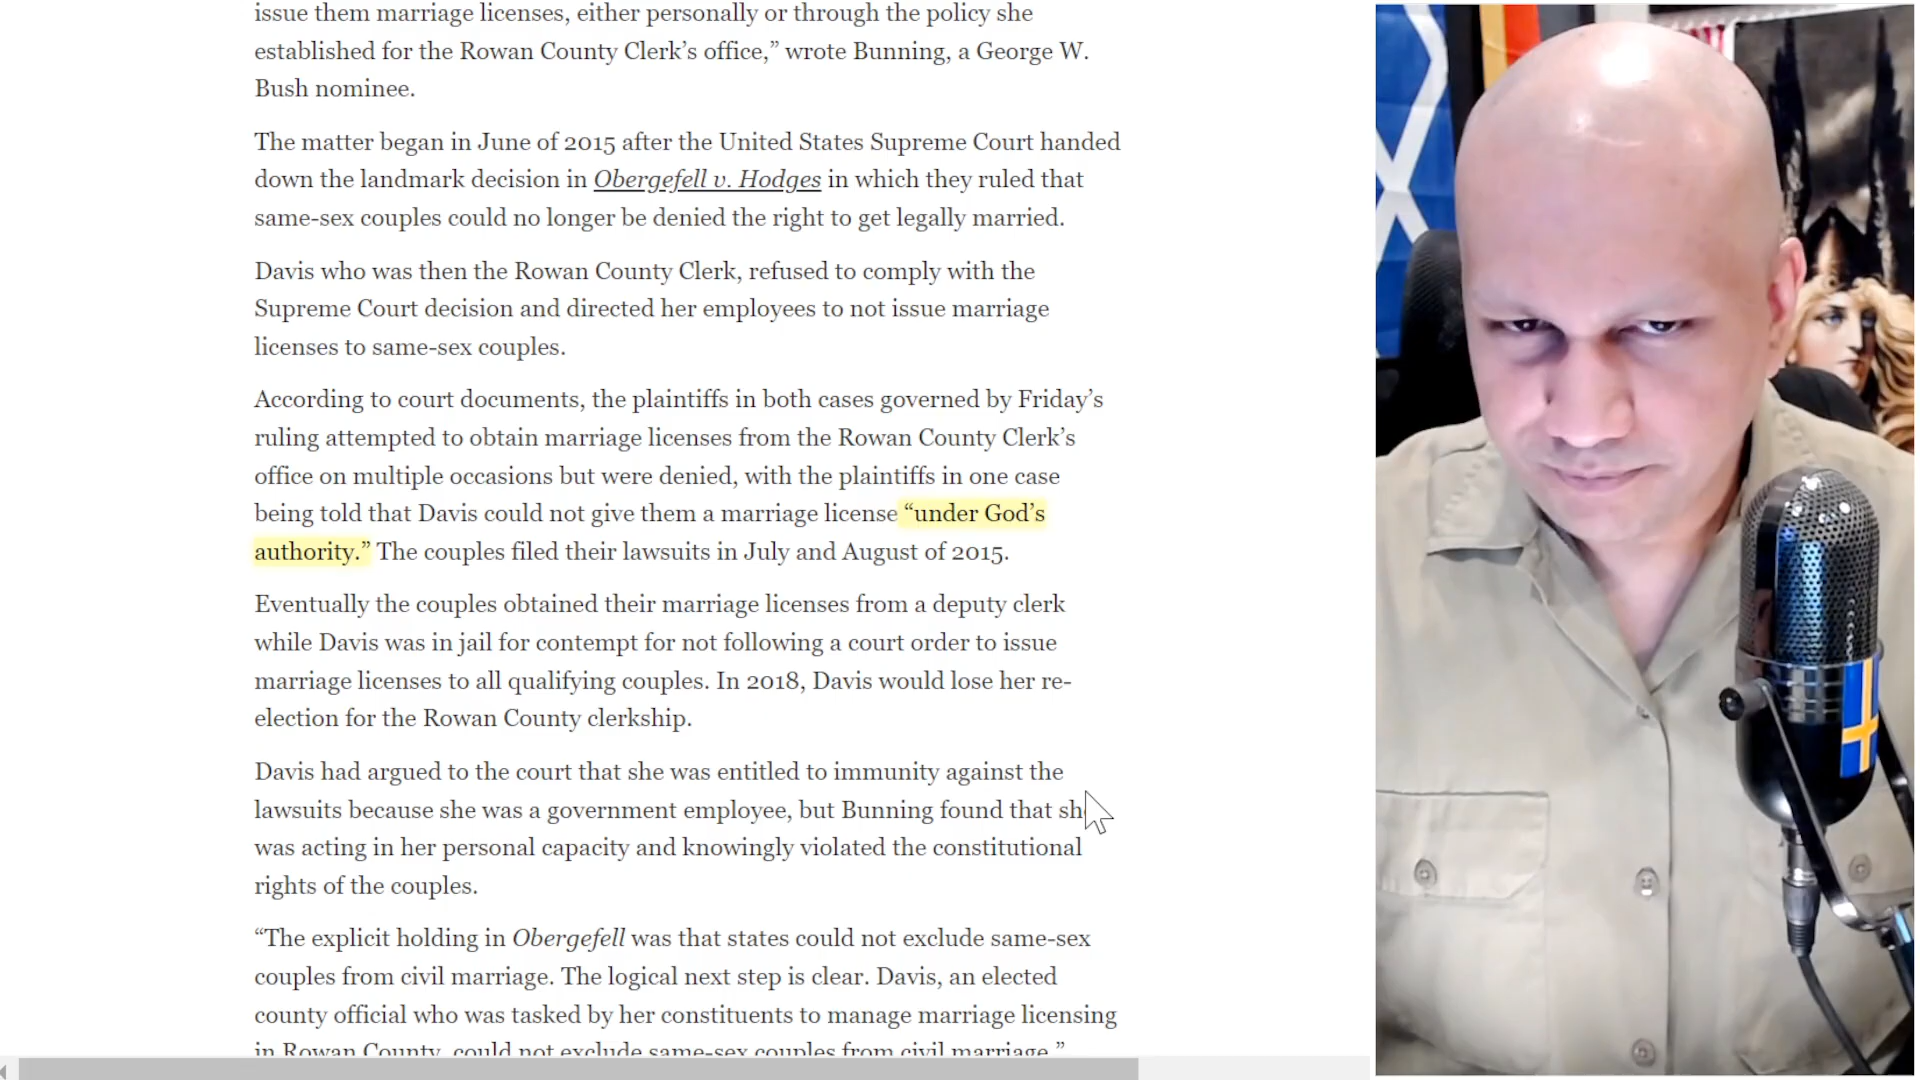 issue them marriage licenses, either personally or through the policy she
established for the Rowan County Clerk’s office,” wrote Bunning, a George W.
Bush nominee.
The matter began in June of 2015 after the United States Supreme Court handed
down the landmark decision in Obergefell v. Hodges in which they ruled that
same-sex couples could no longer be denied the right to get legally married.
Davis who was then the Rowan County Clerk, refused to comply with the
Supreme Court decision and directed her employees to not issue marriage
licenses to same-sex couples.
According to court documents, the plaintiffs in both cases governed by Friday’s
ruling attempted to obtain marriage licenses from the Rowan County Clerk’s
office on multiple occasions but were denied, with the plaintiffs in one case
being told that Davis could not give them a marriage license “under God’s
authority.” The couples filed their lawsuits in July and August of 2015.
Eventually the couples obtained their marriage licenses from a deputy clerk
while Davis was in jail for contempt for not following a court order to issue
marriage licenses to all qualifying couples. In 2018, Davis would lose her re-
election for the Rowan County clerkship.
Davis had argued to the court that she was entitled to immunity against the
lawsuits because she was a government employee, but Bunning found that she
was acting in her personal capacity and knowingly violated the constitutional
rights of the couples.
“The explicit holding in Obergefell was that states could not exclude same-sex
couples from civil marriage. The logical next step is clear. Davis, an elected
county official who was tasked by her constituents to manage marriage licensing
in Rowan County, could not exclude same-sex couples from civil marriage.”